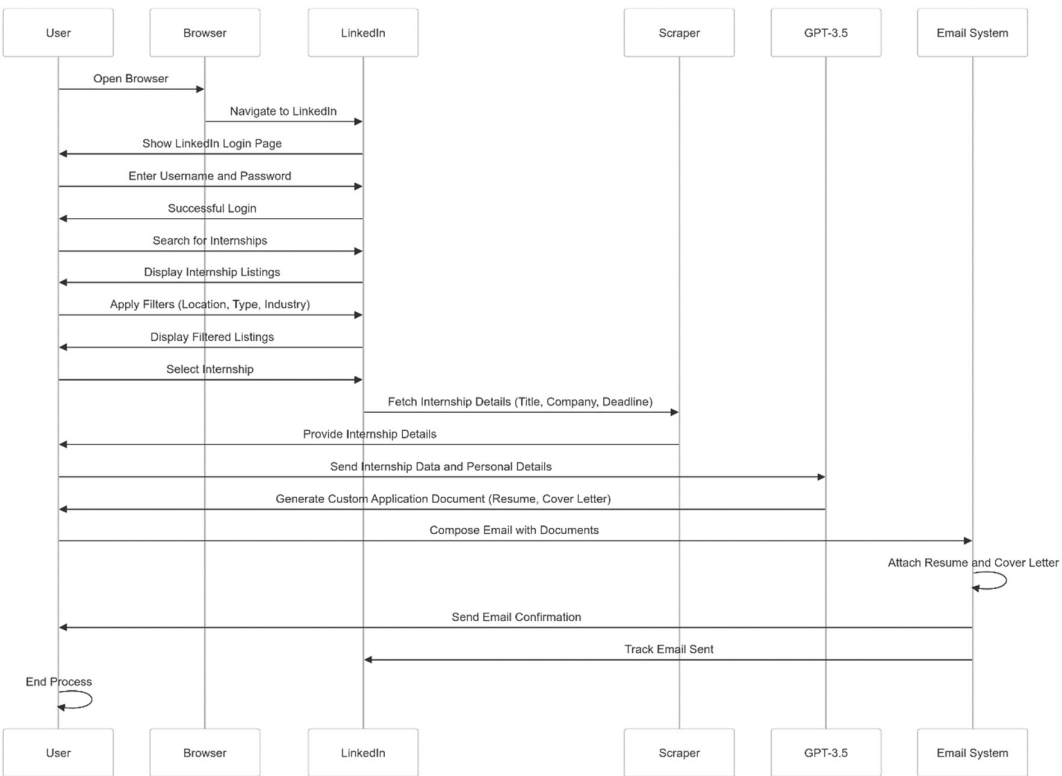 User Browser LinkedIn Scraper GPT-3.5 Email System
Open Browser
Navigate to LinkedIn
Show LinkedIn Login Page
Enter Username and Password
Successful Login
Search for Internships
Display Internship Listings
Apply Filters (Location, Type, Industry)
Display Filtered Listings
Select Internship
Fetch Internship Details (Title, Company, Deadline)
Provide Internship Details
Send Internship Data and Personal Details
Generate Custom Application Document (Resume, Cover Letter)
Compose Email with Documents
Attach Resume and Cover Letter
Send Email Confirmation
Track Email Sent
End Process
User Browser LinkedIn Scraper GPT-3.5 Email System